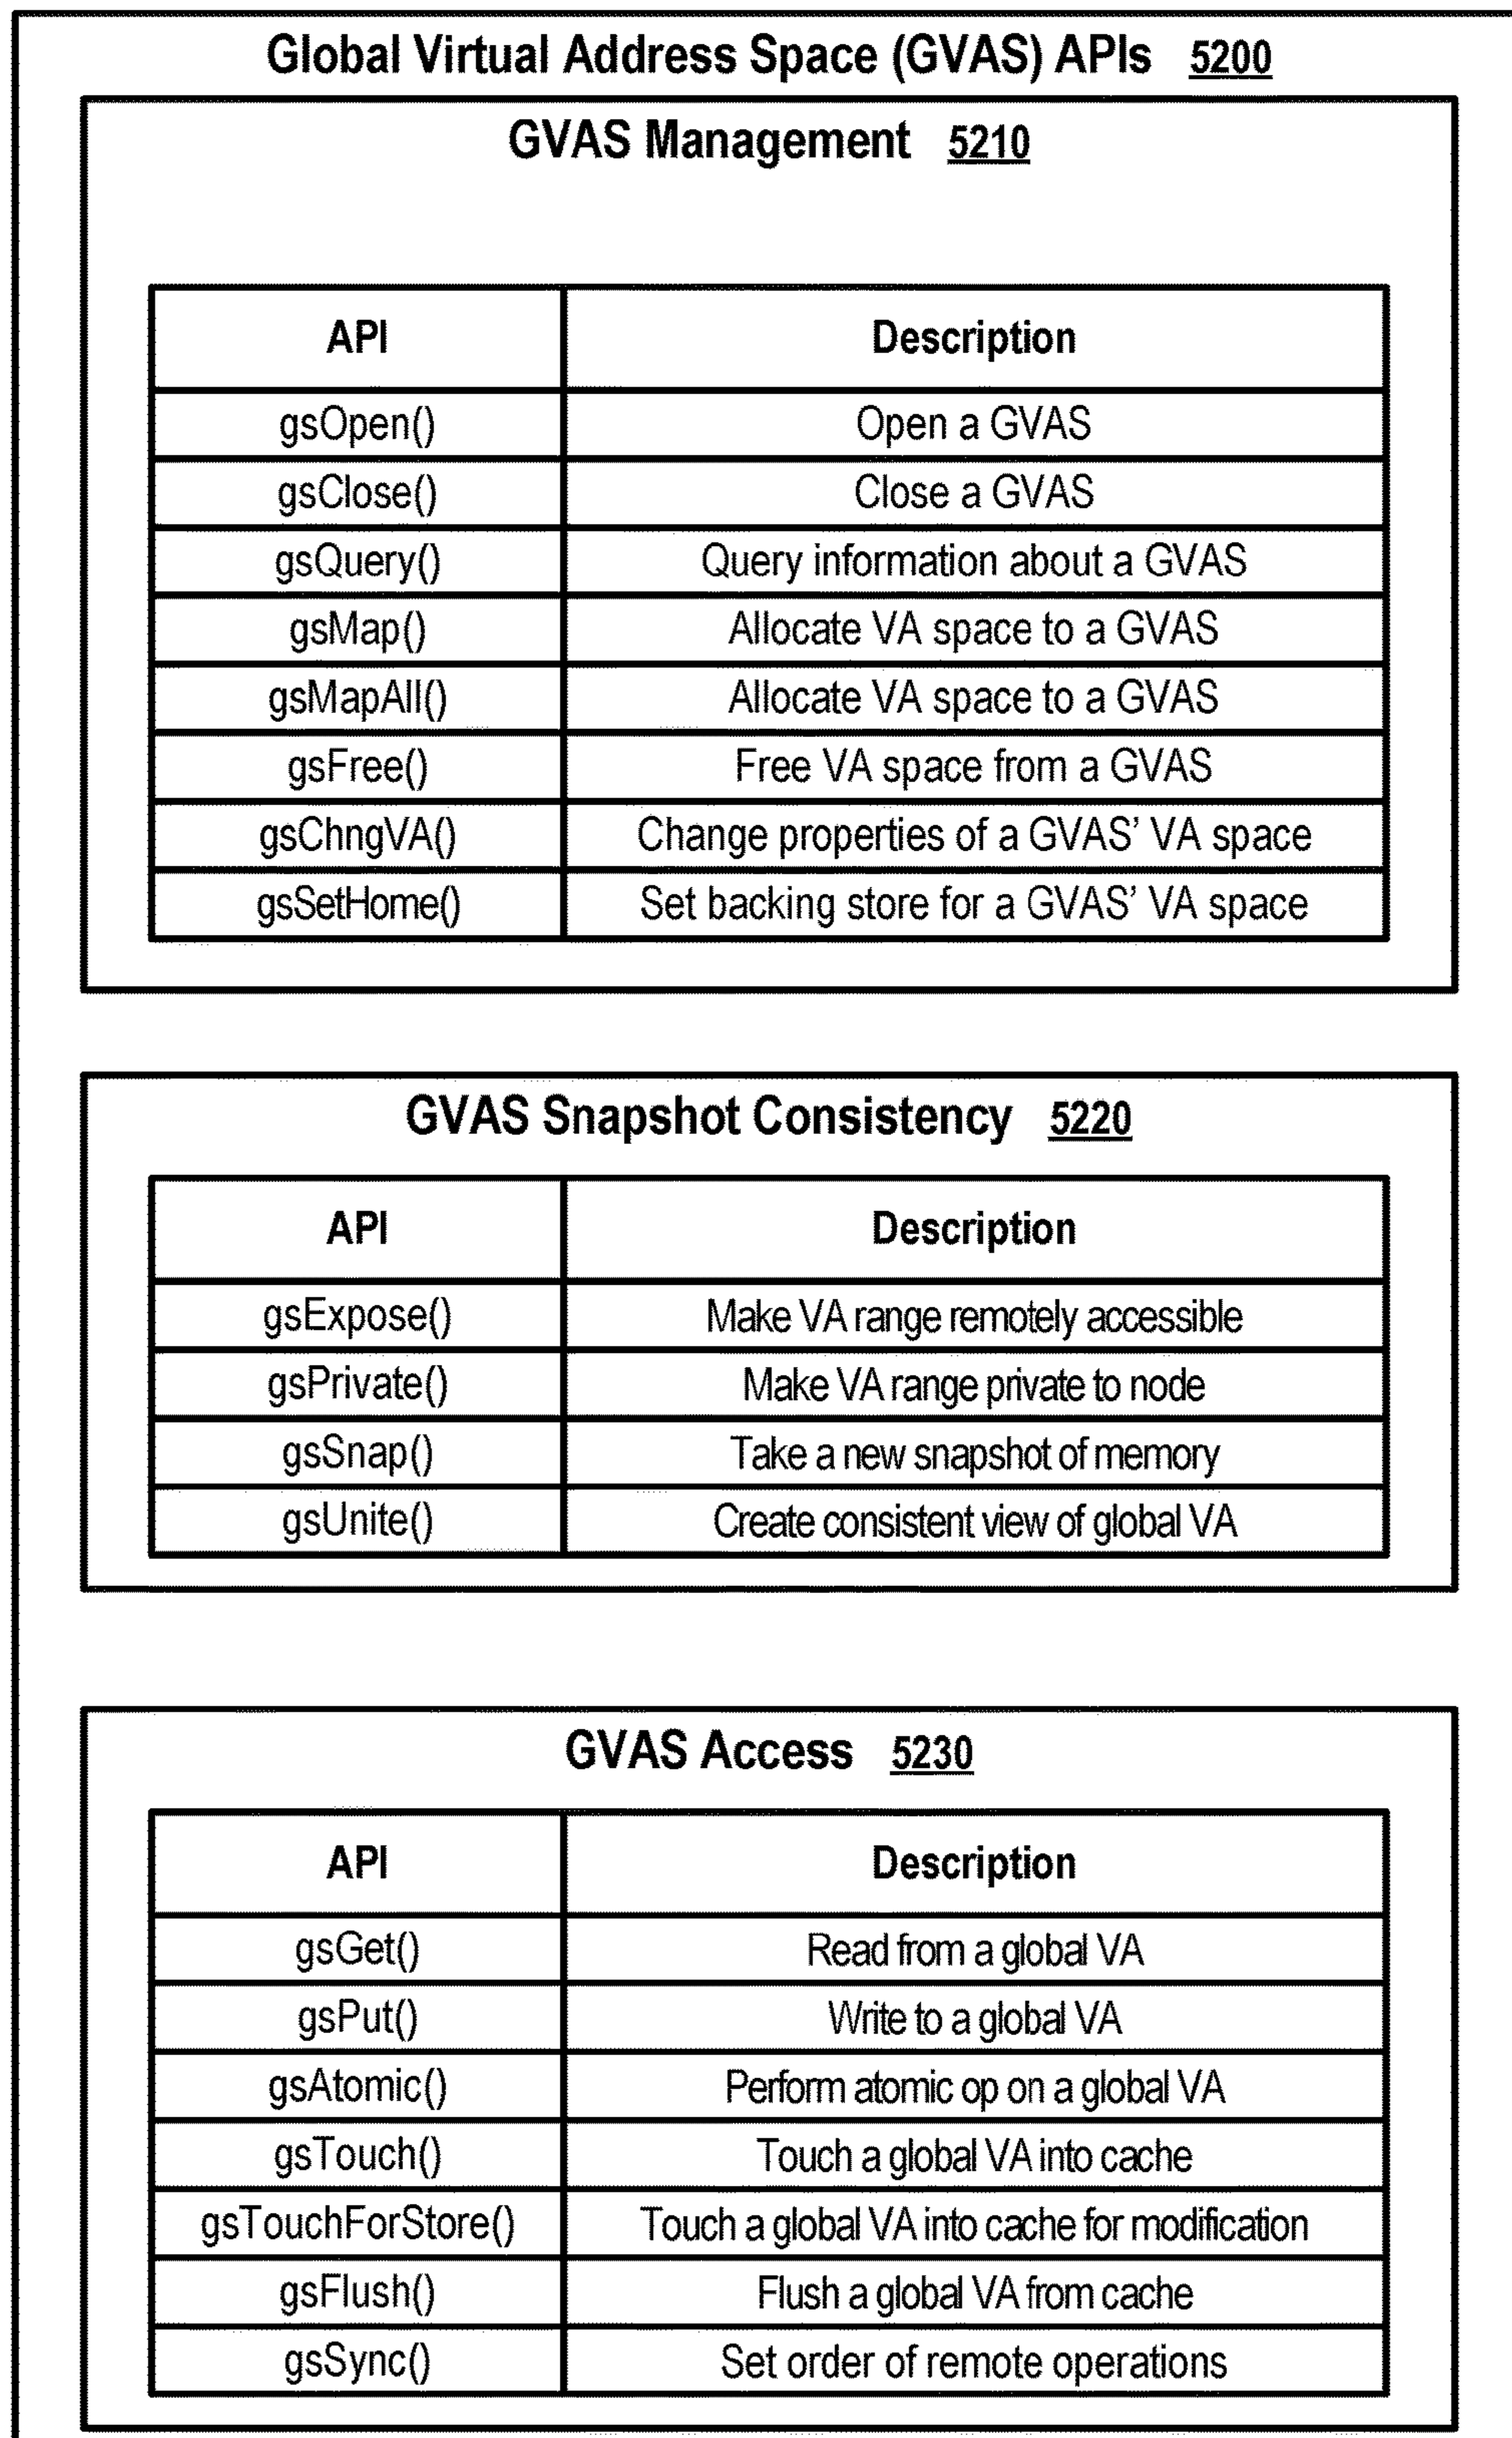 Global Virtual Address Space (GVAS) APIs 5200
GVAS Management 5210
API Description
gsOpen() Open a GVAS
gsClose() Close a GVAS
gsQuery() Query information about a GVAS
gsMap() Allocate VA space to a GVAS
gsMapAll() Allocate VA space to a GVAS
gsFree() Free VA space from a GVAS
gsChngVA() Change properties of a GVAS’ VA space
gsSetHome() Set backing store for a GVAS’ VA space
GVAS Snapshot Consistency 5220
API Description
gsExpose() Make VA range remotely accessible
gsPrivate() Make VA range private to node
gsSnap() Take a new snapshot of memory
gsUnite() Create consistent view of global VA
GVAS Access 5230
API Description
gsGet() Read from a global VA
gsPut() Write to a global VA
gsAtomic() Perform atomic op on a global VA
gsTouch() Touch a global VA into cache
gsTouchForStore() Touch a global VA into cache for modification
gsFlush() Flush a global VA from cache
gsSync() Set order of remote operations